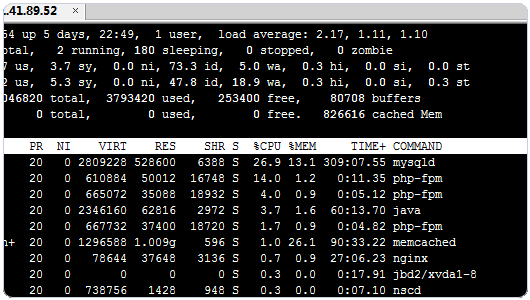 .41.89.52 ×
54 up 5 days, 22:49, 1 user, load average: 2.17, 1.11, 1.10
otal, 2 running, 180 sleeping, 0 stopped, 0 zombie
7 us, 3.7 sy, 0.0 ni, 73.3 id, 5.0 wa, 0.3 hi, 0.0 si, 0.0 st
2 us, 5.3 sy, 0.0 ni, 47.8 id, 18.9 wa, 0.3 hi, 0.0 si, 0.3 st
046820 total, 3793420 used, 253400 free, 80708 buffers
0 total, 0 used, 0 free. 826616 cached Mem
PR NI VIRT RES SHR S %CPU %MEM TIME+ COMMAND
20 0 2809228 528600 6388 S 26.9 13.1 309:07.55 mysqld
20 0 610884 50012 16748 S 14.0 1.2 0:11.35 php-fpm
20 0 665072 35088 18932 S 4.0 0.9 0:05.12 php-fpm
20 0 2346160 62816 2972 S 3.7 1.6 60:13.70 java
20 0 667732 37400 18720 S 1.7 0.9 0:04.82 php-fpm
n+ 20 0 1296588 1.009g 596 S 1.0 26.1 90:33.22 memcached
20 0 78644 37648 3136 S 0.7 0.9 27:06.23 nginx
20 0 0 0 0 S 0.3 0.0 0:17.91 jbd2/xvda1-8
20 0 738756 1428 948 S 0.3 0.0 0:07.10 nscd